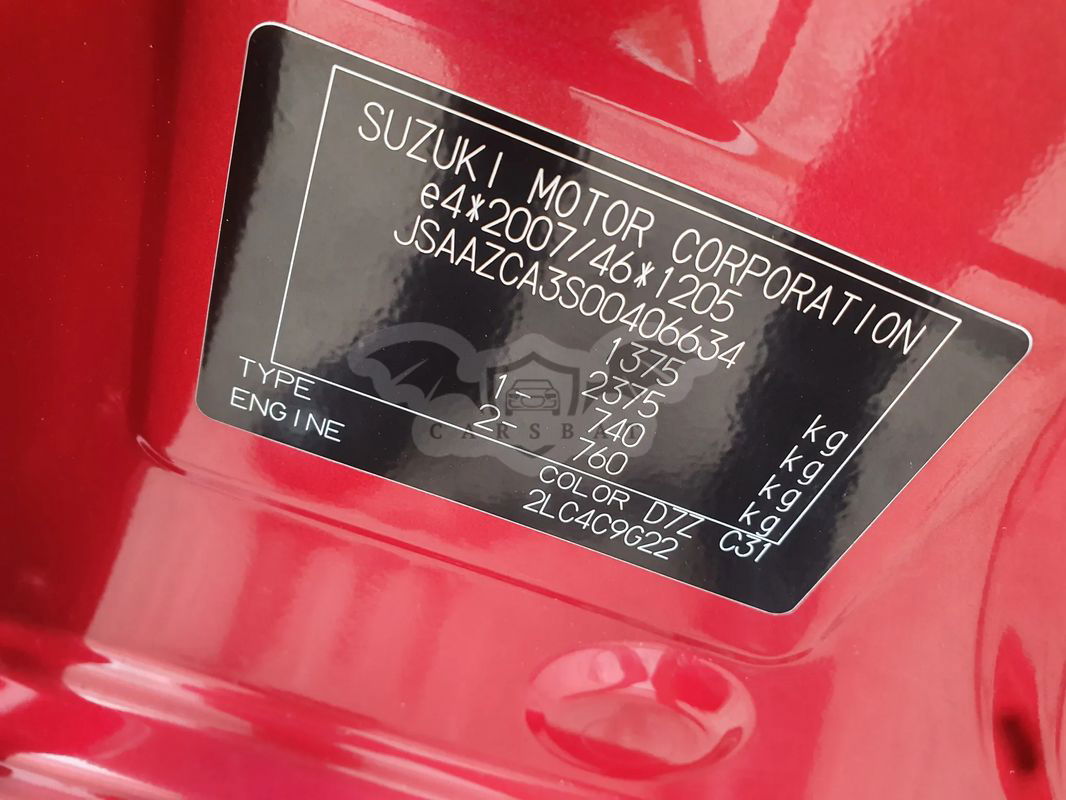 SUZUKI MOTOR CORPORATION
e4*2007/46*1205
JSAAZCA3S00406634
1375 kg
2375 kg
1- 740 kg
2- 760 kg
TYPE
COLOR D7Z C31
ENGINE
2LC4C9G22